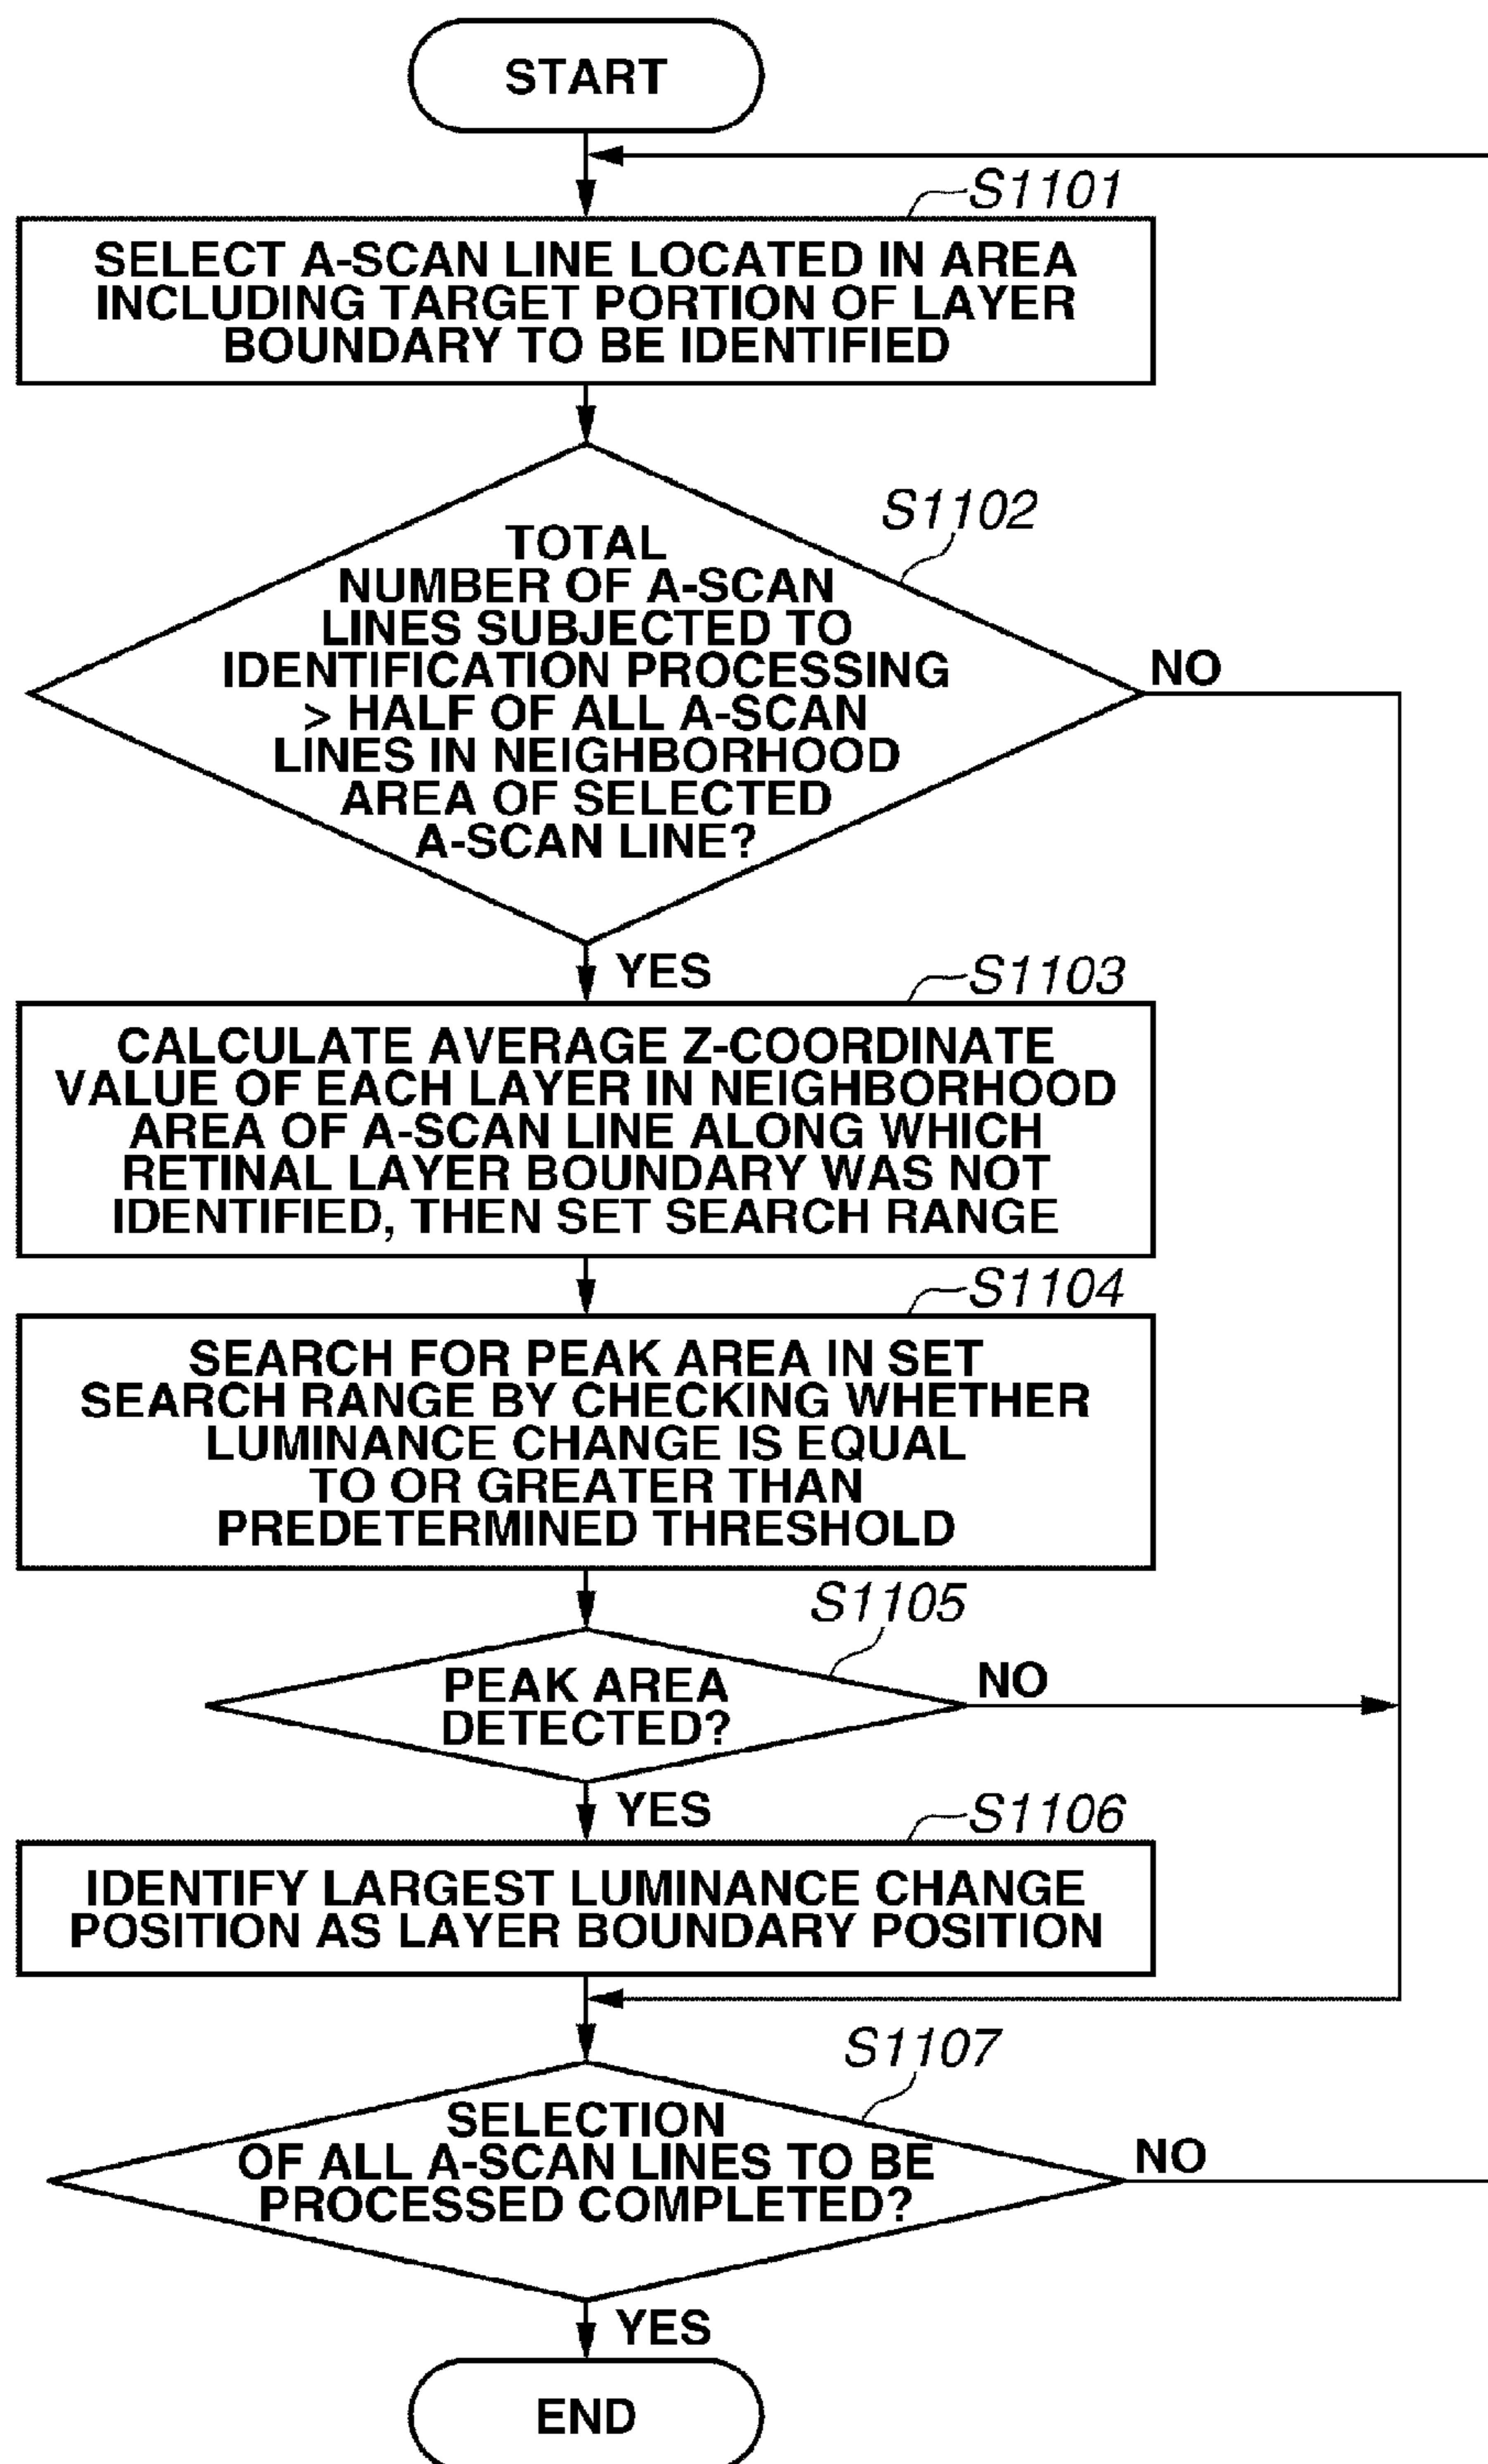 START
S1101
SELECT A-SCAN LINE LOCATED IN AREA
INCLUDING TARGET PORTION OF LAYER
BOUNDARY TO BE IDENTIFIED
S1102
TOTAL
NUMBER OF A-SCAN
LINES SUBJECTED TO
IDENTIFICATION PROCESSING
> HALF OF ALL A-SCAN
LINES IN NEIGHBORHOOD
AREA OF SELECTED
A-SCAN LINE?
NO
YES
S1103
CALCULATE AVERAGE Z-COORDINATE
VALUE OF EACH LAYER IN NEIGHBORHOOD
AREA OF A-SCAN LINE ALONG WHICH
RETINAL LAYER BOUNDARY WAS NOT
IDENTIFIED, THEN SET SEARCH RANGE
S1104
SEARCH FOR PEAK AREA IN SET
SEARCH RANGE BY CHECKING WHETHER
LUMINANCE CHANGE IS EQUAL
TO OR GREATER THAN
PREDETERMINED THRESHOLD
S1105
PEAK AREA
DETECTED?
NO
YES
S1106
IDENTIFY LARGEST LUMINANCE CHANGE
POSITION AS LAYER BOUNDARY POSITION
S1107
SELECTION
OF ALL A-SCAN LINES TO BE
PROCESSED COMPLETED?
NO
YES
END